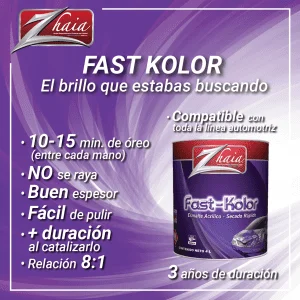 Zhaia
FAST KOLOR
El brillo que estabas buscando
• Compatible con
toda la línea automotriz
• 10-15 min. de óreo
(entre cada mano)
• NO se raya
• Buen espesor
• Fácil de pulir
• + duración
al catalizarlo
• Relación 8:1
Zhaia
Fast-Kolor
Esmalte Acrílico - Secado Rápido
3 años de duración